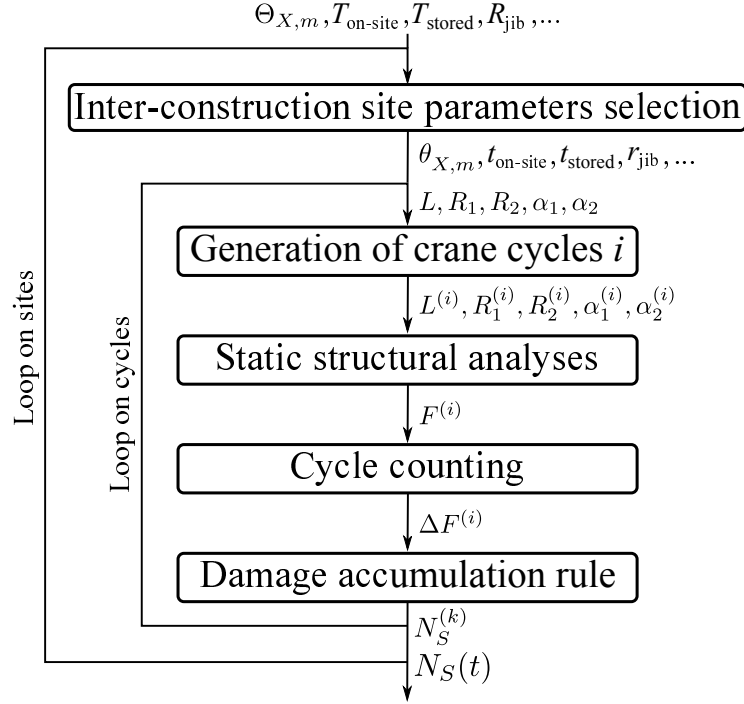 Θ_{X,m}, T_{on-site}, T_{stored}, R_{jib}, ...
Inter-construction site parameters selection
θ_{X,m}, t_{on-site}, t_{stored}, r_{jib}, ...
L, R_1, R_2, α_1, α_2
Generation of crane cycles i
L^{(i)}, R_1^{(i)}, R_2^{(i)}, α_1^{(i)}, α_2^{(i)}
Static structural analyses
F^{(i)}
Cycle counting
ΔF^{(i)}
Damage accumulation rule
N_S^{(k)}
N_S(t)
Loop on sites
Loop on cycles